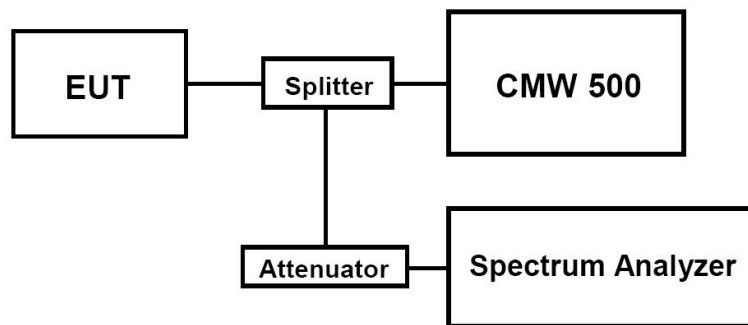 EUT
Splitter
CMW 500
Attenuator
Spectrum Analyzer